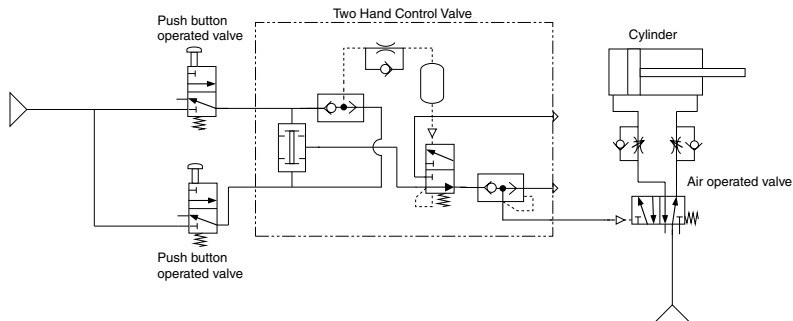 Two Hand Control Valve
Push button
operated valve
Cylinder
Air operated valve
Push button
operated valve